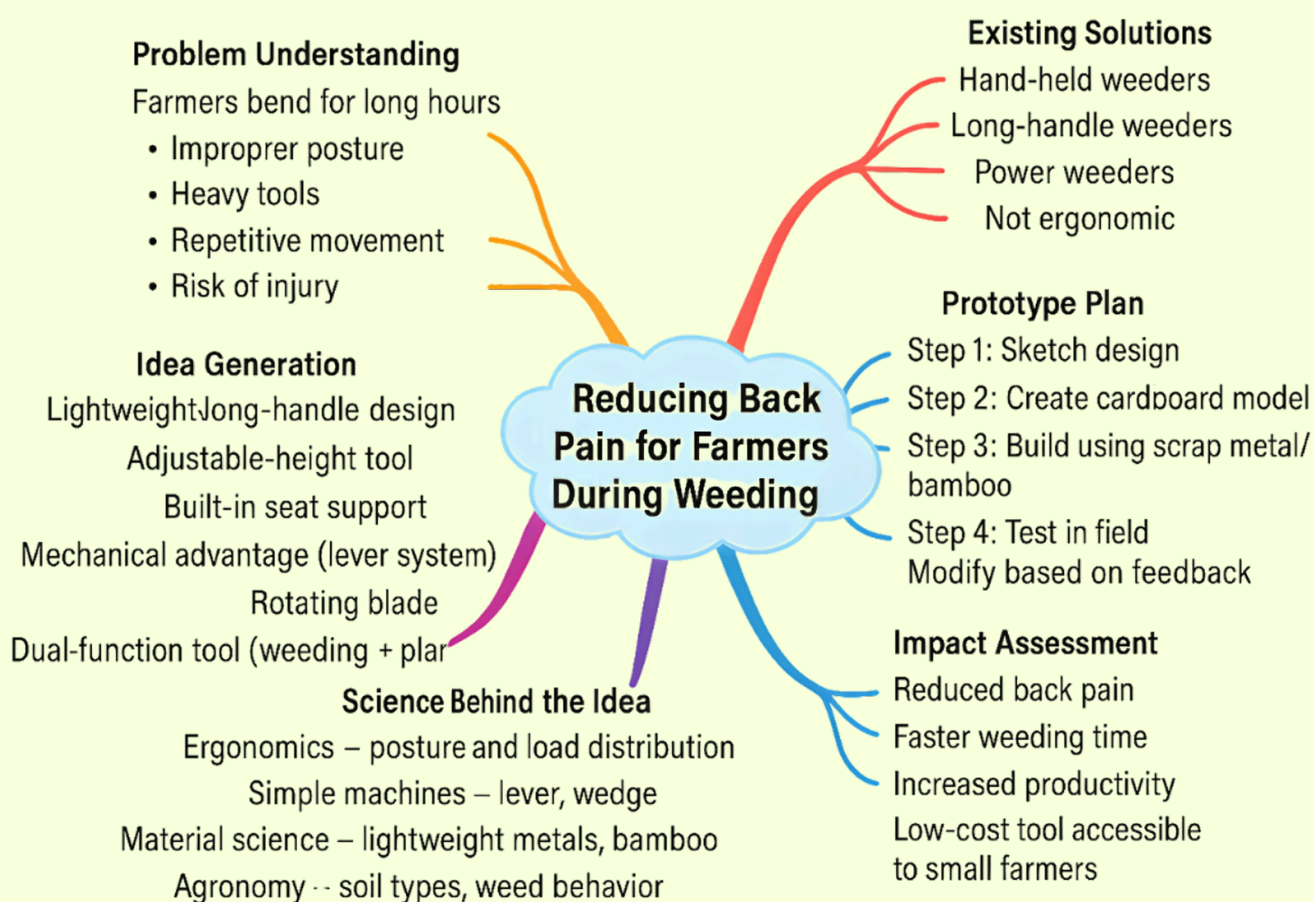 Problem Understanding
Farmers bend for long hours
• Improprer posture
• Heavy tools
• Repetitive movement
• Risk of injury
Existing Solutions
Hand-held weeders
Long-handle weeders
Power weeders
Not ergonomic
Idea Generation
Lightweight long-handle design
Adjustable-height tool
Built-in seat support
Mechanical advantage (lever system)
Rotating blade
Dual-function tool (weeding + plar
Reducing Back
Pain for Farmers
During Weeding
Prototype Plan
Step 1: Sketch design
Step 2: Create cardboard model
Step 3: Build using scrap metal/
bamboo
Step 4: Test in field
Modify based on feedback
Science Behind the Idea
Ergonomics – posture and load distribution
Simple machines – lever, wedge
Material science – lightweight metals, bamboo
Agronomy -- soil types, weed behavior
Impact Assessment
Reduced back pain
Faster weeding time
Increased productivity
Low-cost tool accessible
to small farmers